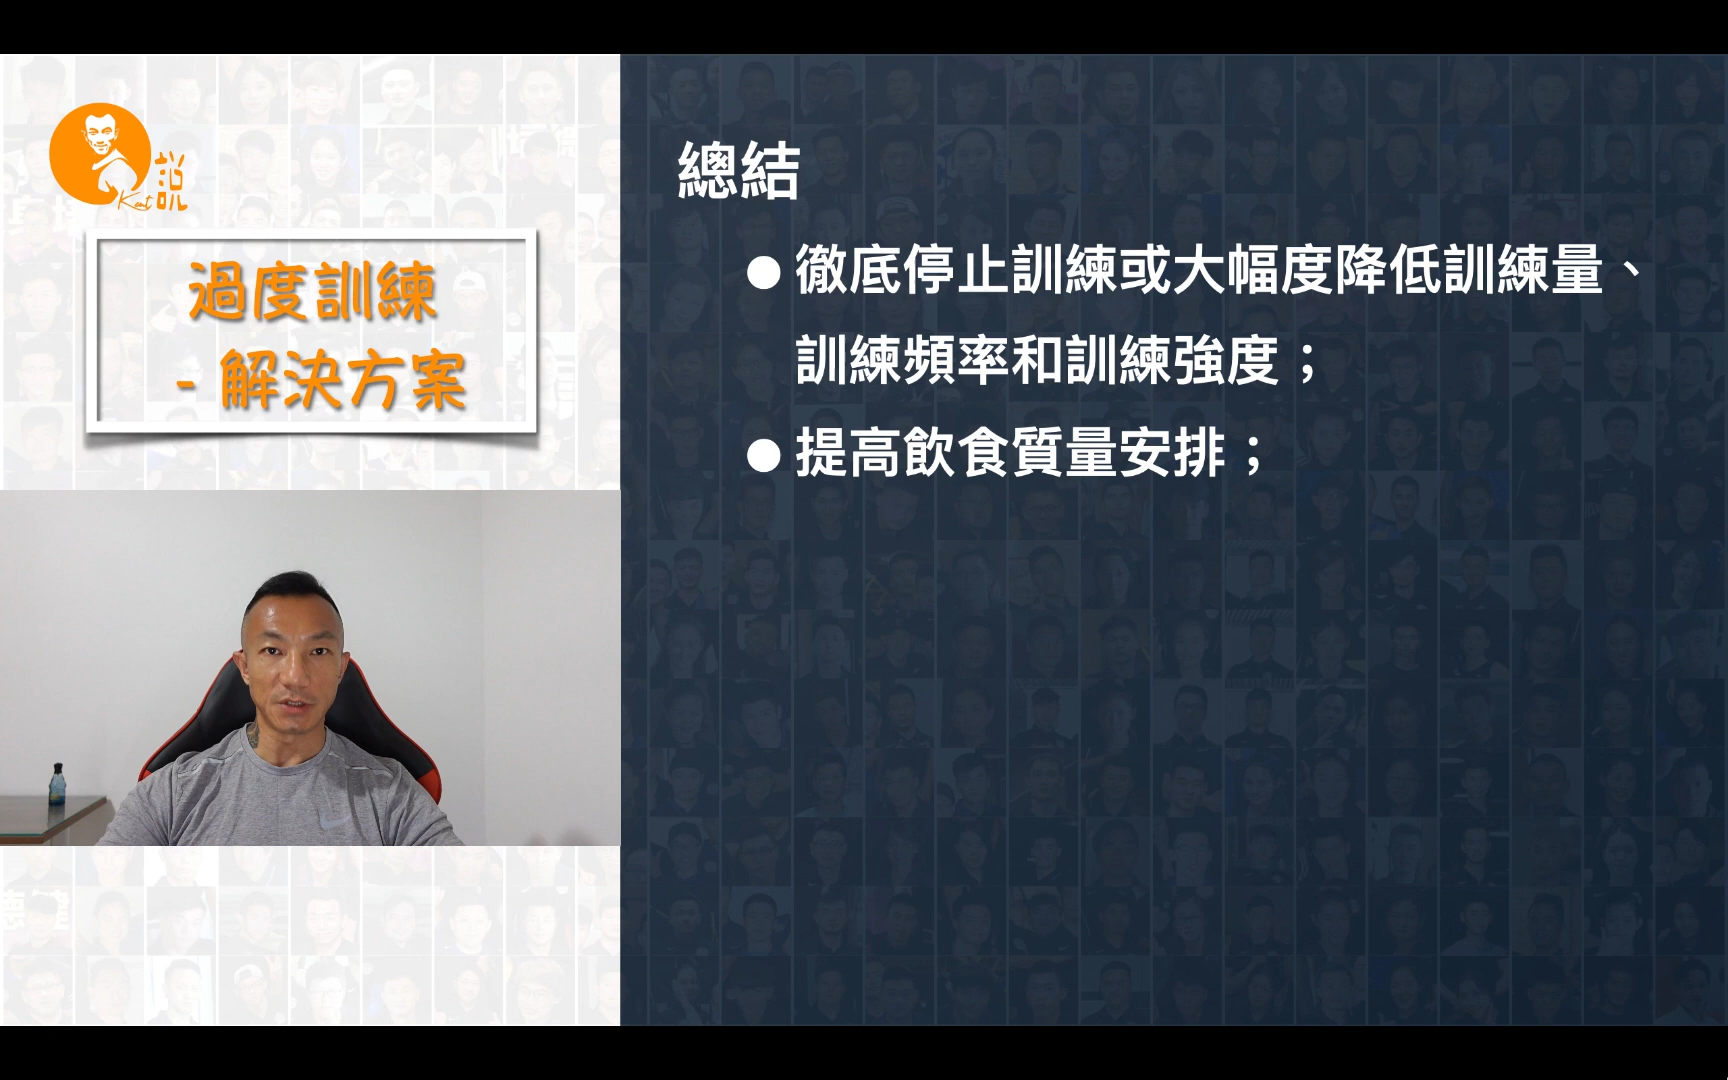 Kent 說
過度訓練
- 解決方案
總結
● 徹底停止訓練或大幅度降低訓練量、
訓練頻率和訓練強度；
● 提高飲食質量安排；